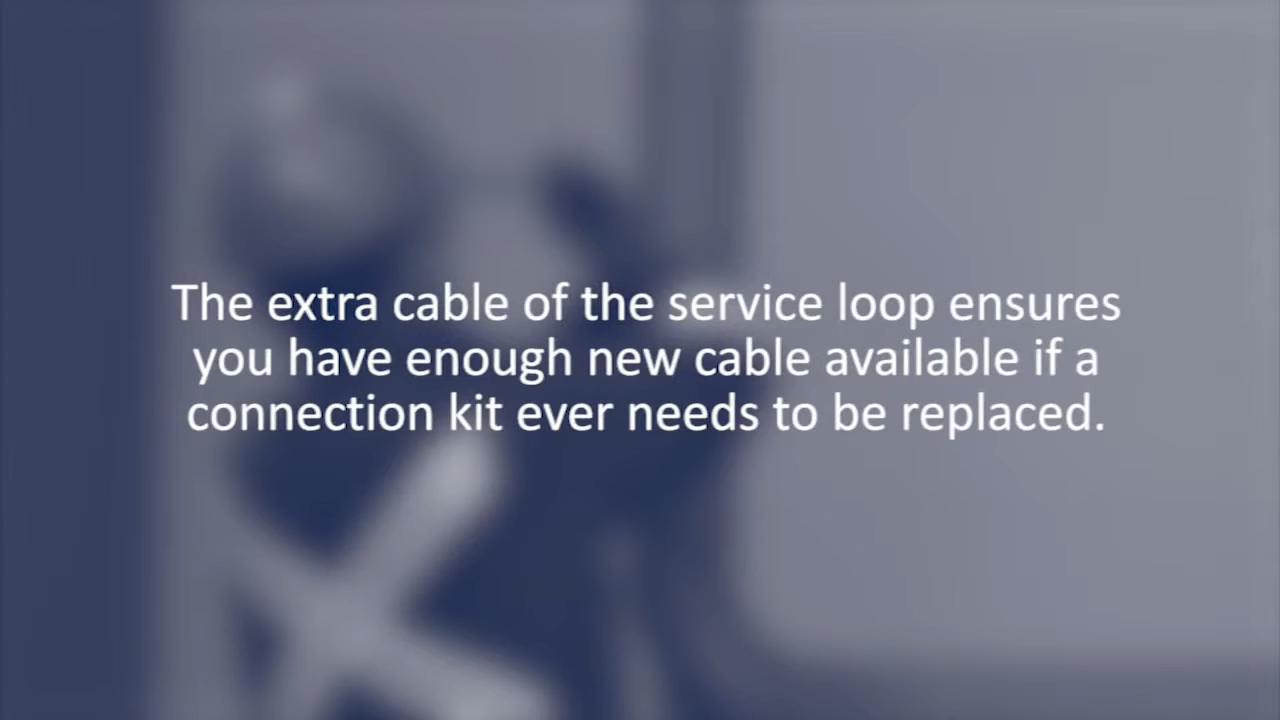 The extra cable of the service loop ensures
you have enough new cable available if a
connection kit ever needs to be replaced.